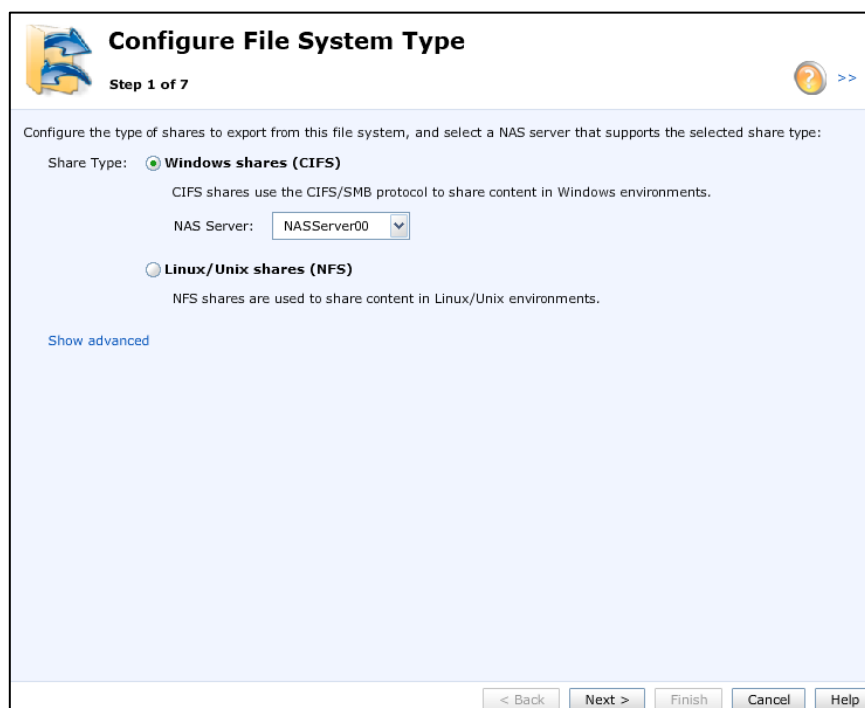 Configure File System Type
Step 1 of 7
? >>
Configure the type of shares to export from this file system, and select a NAS server that supports the selected share type:
Share Type: Windows shares (CIFS)
CIFS shares use the CIFS/SMB protocol to share content in Windows environments.
NAS Server: NASServer00
Linux/Unix shares (NFS)
NFS shares are used to share content in Linux/Unix environments.
Show advanced
< Back Next > Finish Cancel Help